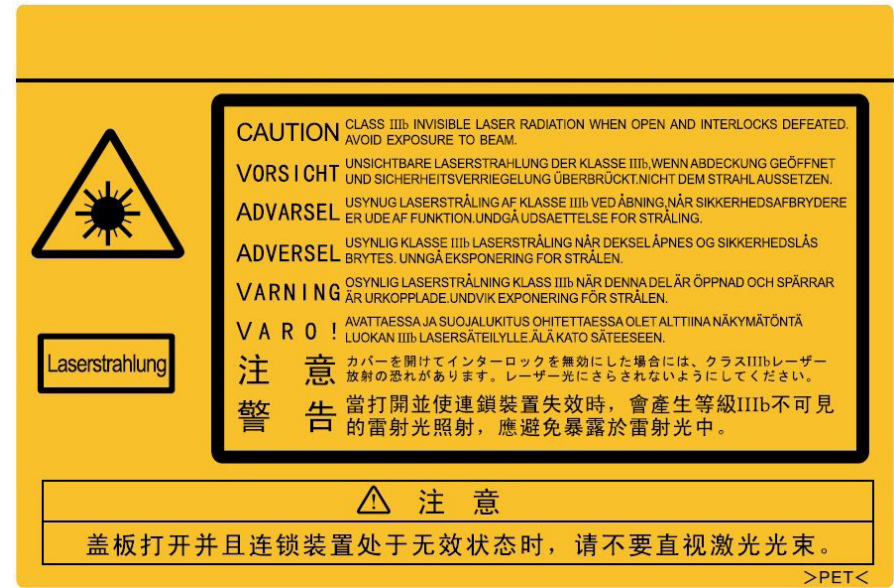 CAUTION CLASS IIIb INVISIBLE LASER RADIATION WHEN OPEN AND INTERLOCKS DEFEATED.
AVOID EXPOSURE TO BEAM.
VORSICHT UNSICHTBARE LASERSTRAHLUNG DER KLASSE IIIb,WENN ABDECKUNG GEÖFFNET
UND SICHERHEITSVERRIEGELUNG ÜBERBRÜCKT.NICHT DEM STRAHL AUSSETZEN.
ADVARSEL USYNUG LASERSTRÅLING AF KLASSE IIIb VED ÅBNING,NÅR SIKKERHEDSAFBRYDERE
ER UDE AF FUNKTION.UNDGÅ UDSAETTELSE FOR STRÅLING.
ADVERSEL USYNLIG KLASSE IIIb LASERSTRÅLING NÅR DEKSEL ÅPNES OG SIKKERHEDSLÅS
BRYTES. UNNGÅ EKSPONERING FOR STRÅLEN.
VARNING OSYNLIG LASERSTRÅLNING KLASS IIIb NÄR DENNA DEL ÄR ÖPPNAD OCH SPÄRRAR
ÄR URKOPPLADE.UNDVIK EXPONERING FÖR STRÅLEN.
VARO! AVATTAESSA JA SUOJALUKITUS OHITETTAESSA OLET ALTTIINA NÄKYMÄTÖNTÄ
LUOKAN IIIb LASERSÄTEILYLLE.ÄLÄ KATO SÄTEESEEN.
Laserstrahlung
注 意 カバーを開けてインターロックを無効にした場合には、クラスIIIbレーザー
放射の恐れがあります。レーザー光にさらされないようにしてください。
警 告 當打開並使連鎖裝置失效時，會產生等級IIIb不可見
的雷射光照射，應避免暴露於雷射光中。
注 意
盖板打开并且连锁装置处于无效状态时，请不要直视激光光束。
>PET<